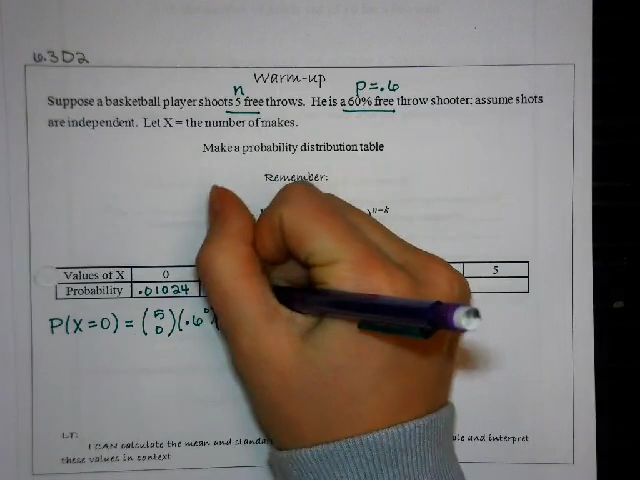 6.3D2
Warm-up
n p=.6
Suppose a basketball player shoots 5 free throws. He is a 60% free throw shooter; assume shots
are independent. Let X = the number of makes.
Make a probability distribution table
Remember:
n-k
Values of X 0 5
Probability .01024
P(X=0) = (5 0)(.6⁰)
LT:
I CAN calculate the mean and and interpret
these values in context